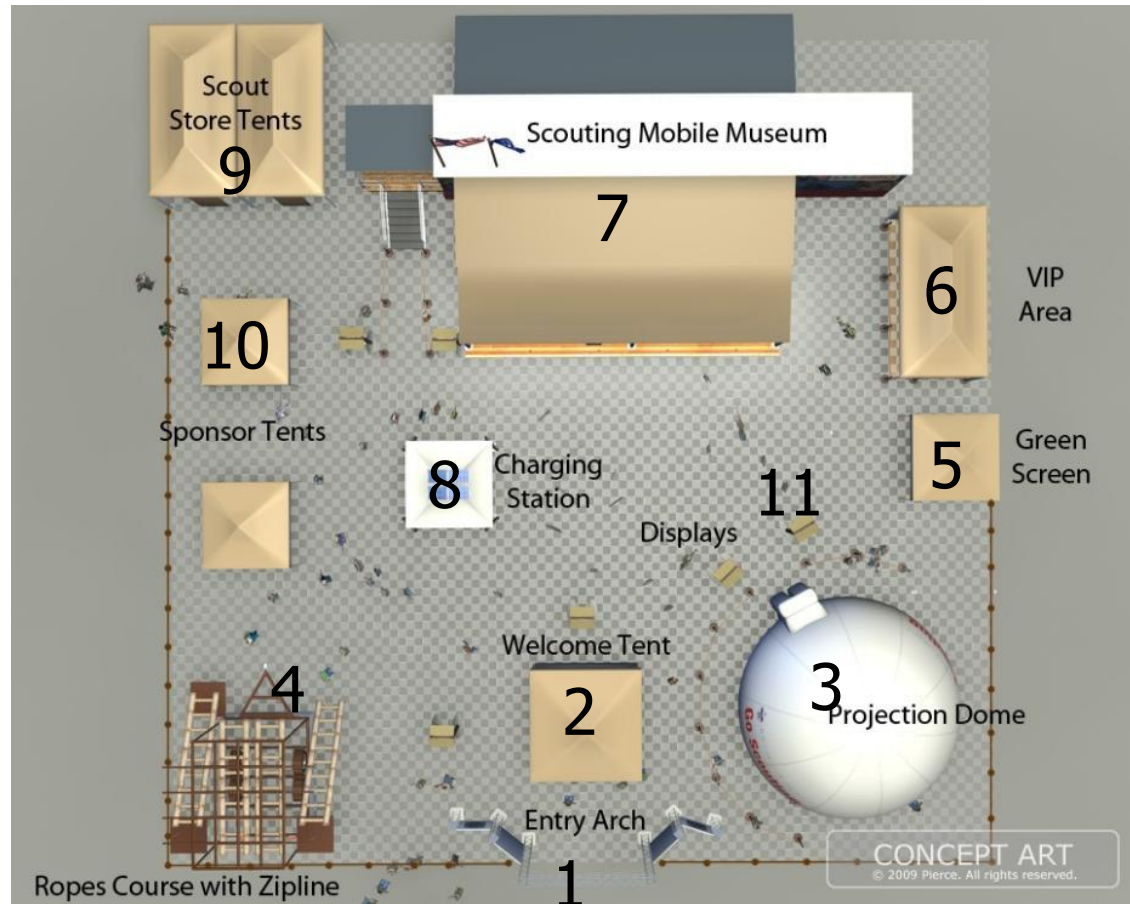 Scout
Store Tents
9
Scouting Mobile Museum
7
6
VIP
Area
10
Sponsor Tents
8
Charging
Station
5
Green
Screen
11
Displays
Welcome Tent
2
4
3
Projection Dome
Entry Arch
1
Ropes Course with Zipline
CONCEPT ART
© 2009 Pierce. All rights reserved.